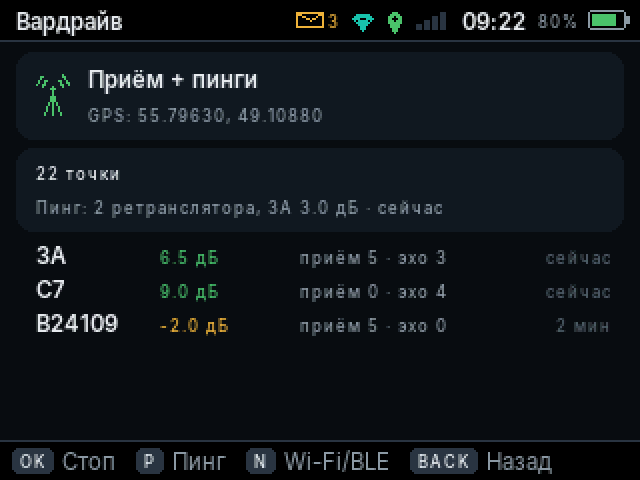 Вардрайв 3 09:22 80%
Приём + пинги
GPS: 55.79630, 49.10880
22 точки
Пинг: 2 ретранслятора, 3A 3.0 дБ · сейчас
3A 6.5 дБ приём 5 · эхо 3 сейчас
C7 9.0 дБ приём 0 · эхо 4 сейчас
B24109 -2.0 дБ приём 5 · эхо 0 2 мин
OK Стоп P Пинг N Wi-Fi/BLE BACK Назад